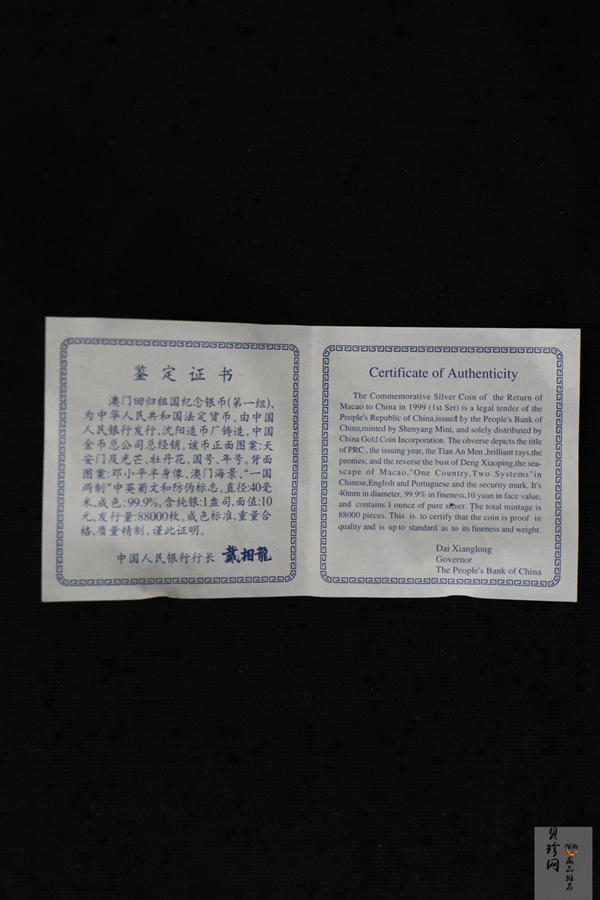 鉴定证书
澳门回归祖国纪念银币(第一组),
为中华人民共和国法定货币。由中国
人民银行发行,沈阳造币厂铸造,中国
金币总公司总经销。该币正面图案:天
安门及光芒、牡丹花、国号、年号。背面
图案:邓小平半身像、澳门海景、“一国
两制”中英葡文和防伪标志。直径:40毫
米,成色:99.9%,含纯银:1盎司,面值:10
元,发行量:88000枚。成色标准,重量合
格,质量精制,谨此证明。
中国人民银行行长 戴相龍
Certificate of Authenticity
The Commemorative Silver Coin of the Return of
Macao to China in 1999 (1st Set) is a legal tender of the
People's Republic of China,issued by the People's Bank of
China,minted by Shenyang Mint, and solely distributed by
China Gold Coin Incorporation. The obverse depicts the title
of PRC , the issuing year, the Tian An Men ,brilliant rays,the
peonies; and the reverse the bust of Deng Xiaoping,the sea-
scape of Macao,"One Country,Two Systems"in
Chinese,English and Portuguese and the security mark. It's
40mm in diameter, 99.9% in fineness,10 yuan in face value,
and contains 1 ounce of pure silver. The total mintage is
88000 pieces. This is to certify that the coin is proof in
quality and is up to standard as to its fineness and weight.
Dai Xianglong
Governor
The People's Bank of China
贝珍网
藏品推荐